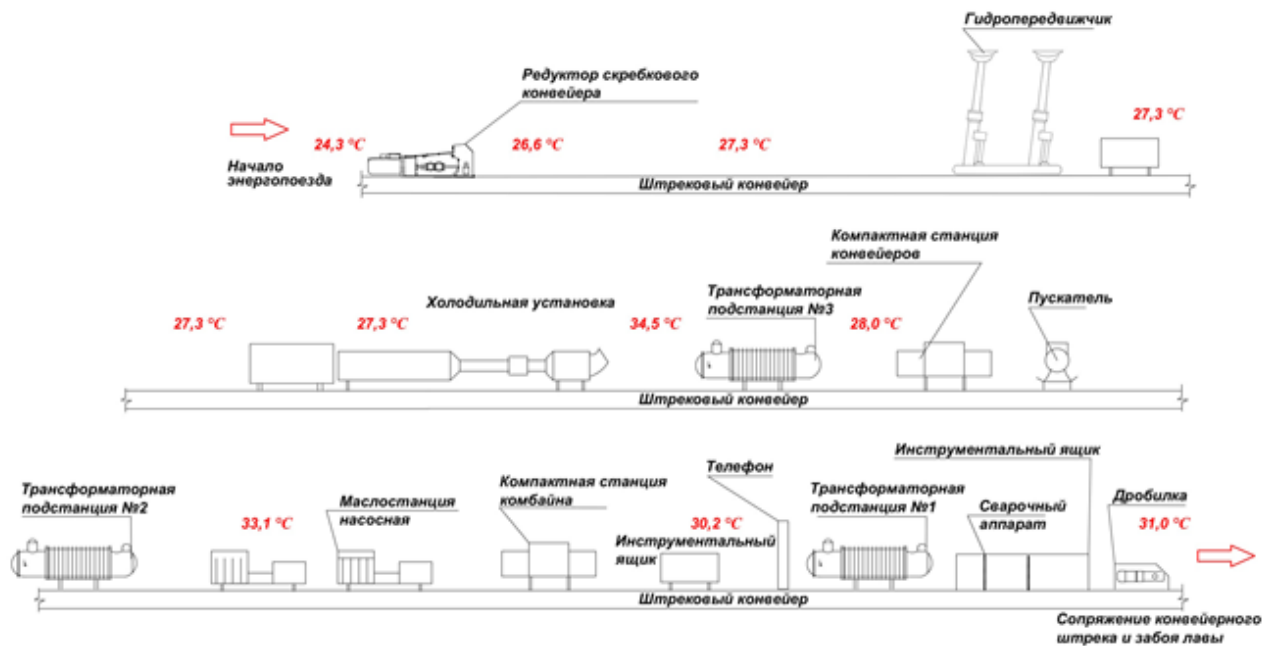 Гидропередвижчик
Редуктор скребкового
конвейера
24,3 °C
26,6 °C
27,3 °C
27,3 °C
Начало
энергопоезда
Штрековый конвейер
Компактная станция
конвейеров
Холодильная установка
Трансформаторная
подстанция №3
Пускатель
27,3 °C
27,3 °C
34,5 °C
28,0 °C
Штрековый конвейер
Трансформаторная
подстанция №2
33,1 °C
Маслостанция
насосная
Компактная станция
комбайна
Телефон
30,2 °C
Инструментальный
ящик
Трансформаторная
подстанция №1
Инструментальный ящик
Сварочный
аппарат
Дробилка
31,0 °C
Штрековый конвейер
Сопряжение конвейерного
штрека и забоя лавы